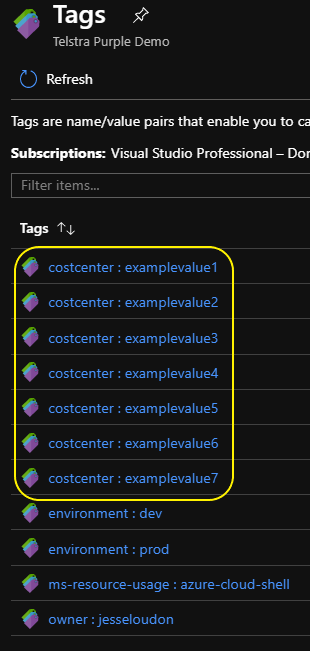 Tags
Telstra Purple Demo
Refresh
Tags are name/value pairs that enable you to ca
Subscriptions: Visual Studio Professional – Don
Filter items...
Tags
costcenter : examplevalue1
costcenter : examplevalue2
costcenter : examplevalue3
costcenter : examplevalue4
costcenter : examplevalue5
costcenter : examplevalue6
costcenter : examplevalue7
environment : dev
environment : prod
ms-resource-usage : azure-cloud-shell
owner : jesseloudon